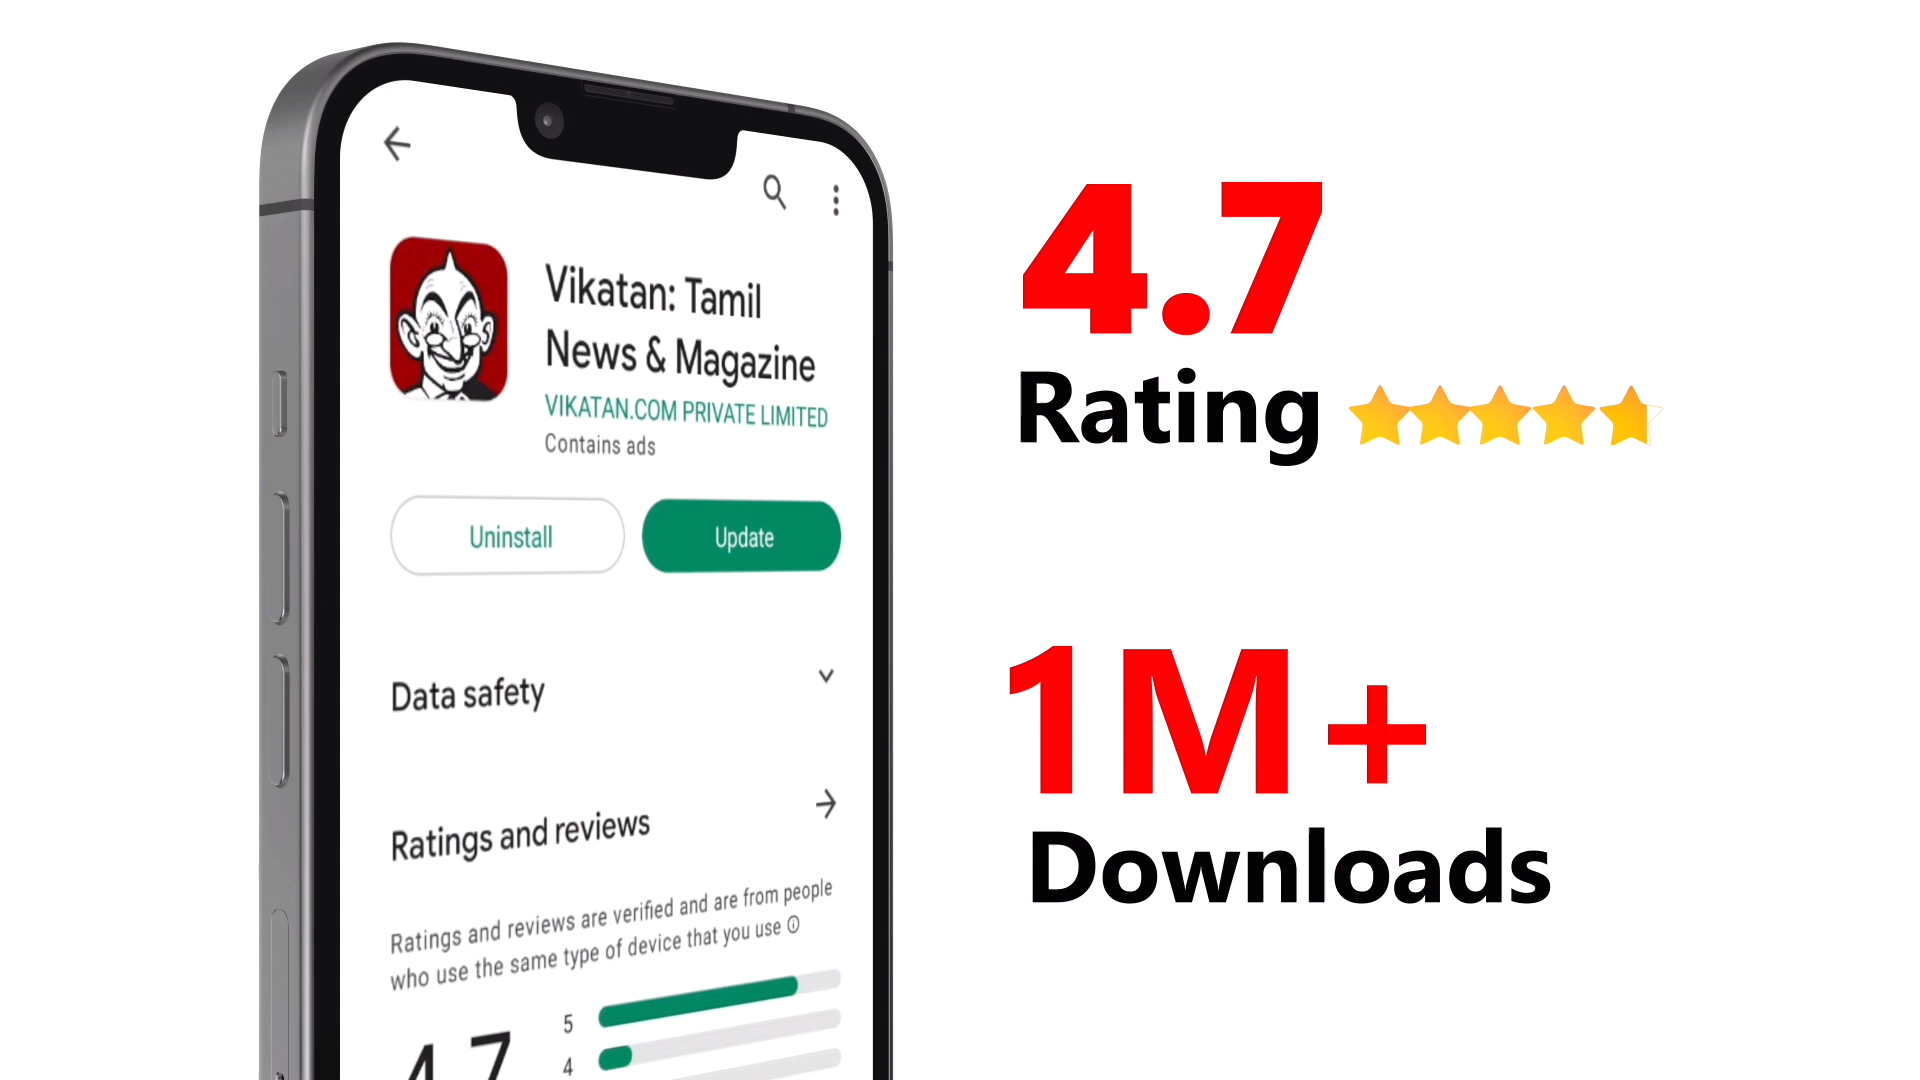 Vikatan: Tamil
News & Magazine
VIKATAN.COM PRIVATE LIMITED
Contains ads
Uninstall
Update
Data safety
Ratings and reviews
Ratings and reviews are verified and are from people
who use the same type of device that you use
4.7
5
4
4.7
Rating
1M+
Downloads